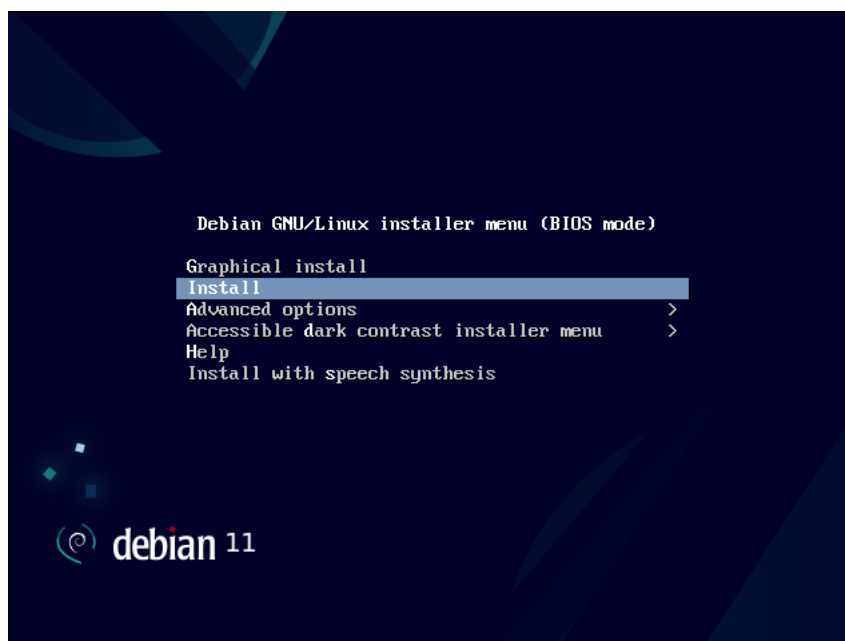 Debian GNU/Linux installer menu (BIOS mode)
Graphical install
Install
Advanced options >
Accessible dark contrast installer menu >
Help
Install with speech synthesis
debian 11